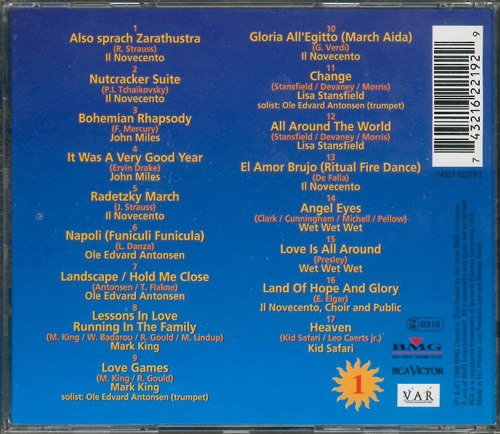 1
Also sprach Zarathustra
(R. Strauss)
Il Novecento
2
Nutcracker Suite
(P.I. Tchaikovsky)
Il Novecento
3
Bohemian Rhapsody
(F. Mercury)
John Miles
4
It Was A Very Good Year
(Ervin Drake)
John Miles
5
Radetzky March
(J. Strauss)
Il Novecento
6
Napoli (Funiculi Funicula)
(L. Danza)
Ole Edvard Antonsen
7
Landscape / Hold Me Close
(Antonsen / T. Flakne)
Ole Edvard Antonsen
8
Lessons In Love
Running In The Family
(M. King / W. Badarou / R. Gould / M. Lindup)
Mark King
9
Love Games
(M. King / R. Gould)
Mark King
solist: Ole Edvard Antonsen (trumpet)
10
Gloria All'Egitto (March Aida)
(G. Verdi)
Il Novecento
11
Change
(Stansfield / Devaney / Morris)
Lisa Stansfield
solist: Ole Edvard Antonsen (trumpet)
12
All Around The World
(Stansfield / Devaney / Morris)
Lisa Stansfield
13
El Amor Brujo (Ritual Fire Dance)
(De Falla)
Il Novecento
14
Angel Eyes
(Clark / Cunningham / Michell / Pellow)
Wet Wet Wet
15
Love Is All Around
(Presley)
Wet Wet Wet
16
Land Of Hope And Glory
(E. Elgar)
Il Novecento, Choir and Public
17
Heaven
(Kid Safari / Leo Caerts jr.)
Kid Safari
1
7 43216 22192 9
0316
BMG
RCA VICTOR
V.A.R